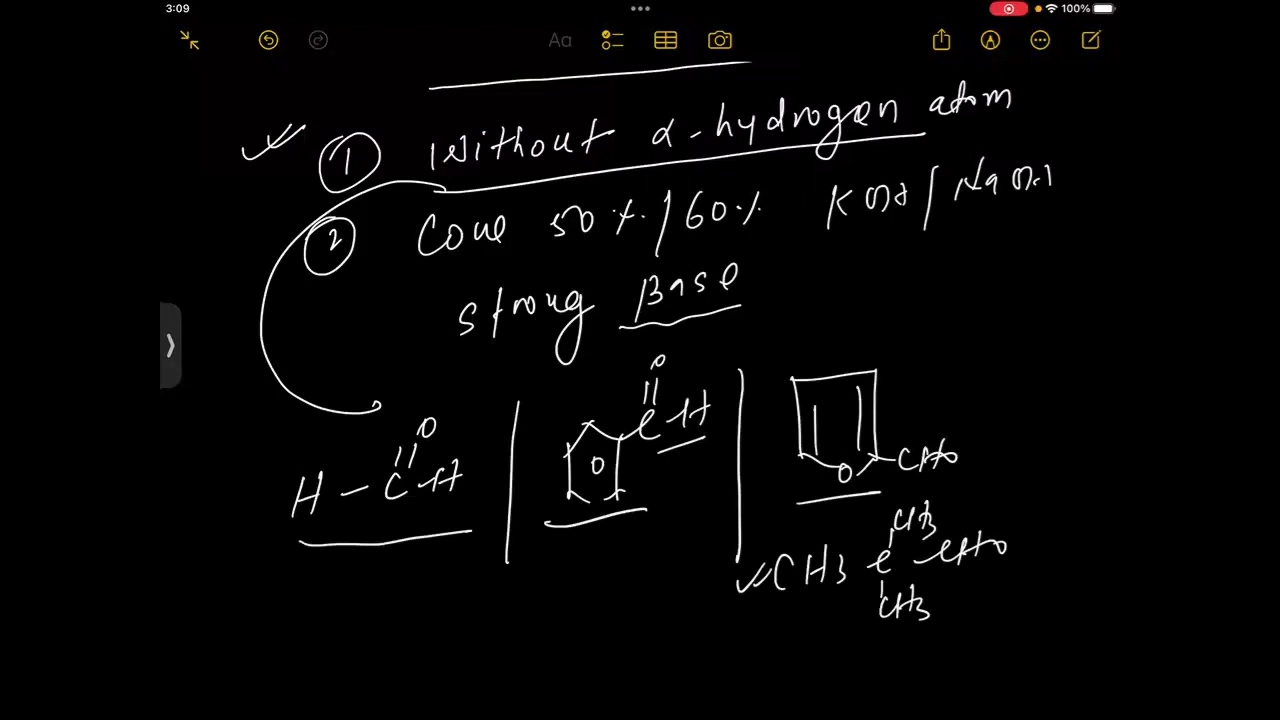 3:09
100%
Aa
① Without α-hydrogen atom
② Conc 50%/60% KOH/NaOH
strong Base
O
C-H
O
H-C-H
O
CHO
CH3
CH3 C-CHO
CH3